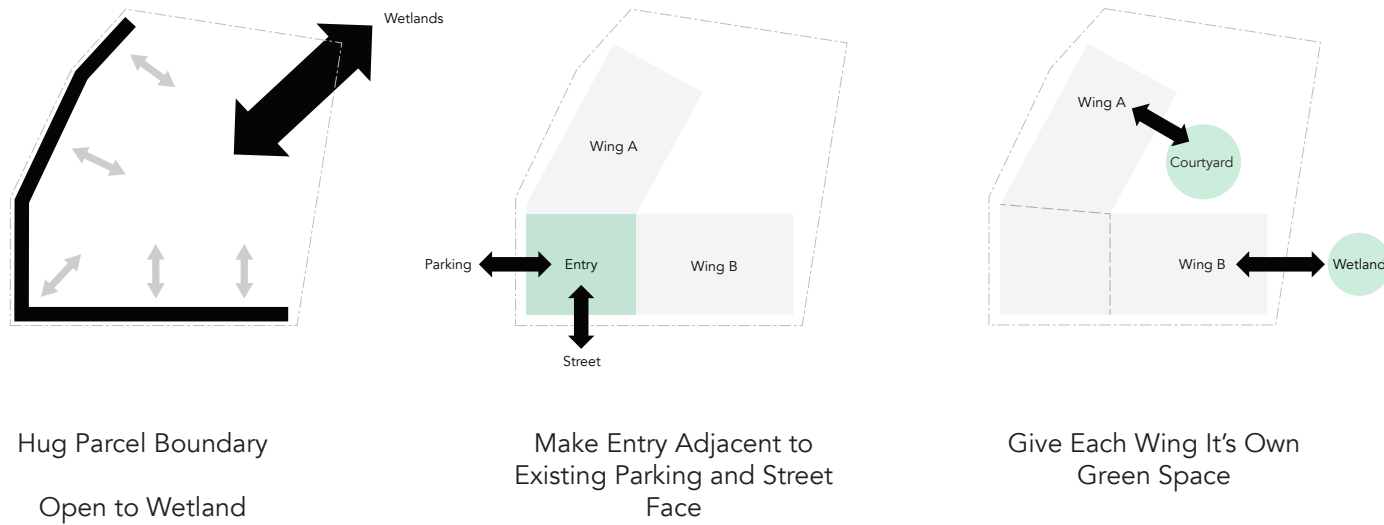 Wetlands
Wing A
Entry
Wing B
Parking
Street
Wing A
Courtyard
Wing B
Wetland
Hug Parcel Boundary
Open to Wetland
Make Entry Adjacent to
Existing Parking and Street
Face
Give Each Wing It's Own
Green Space